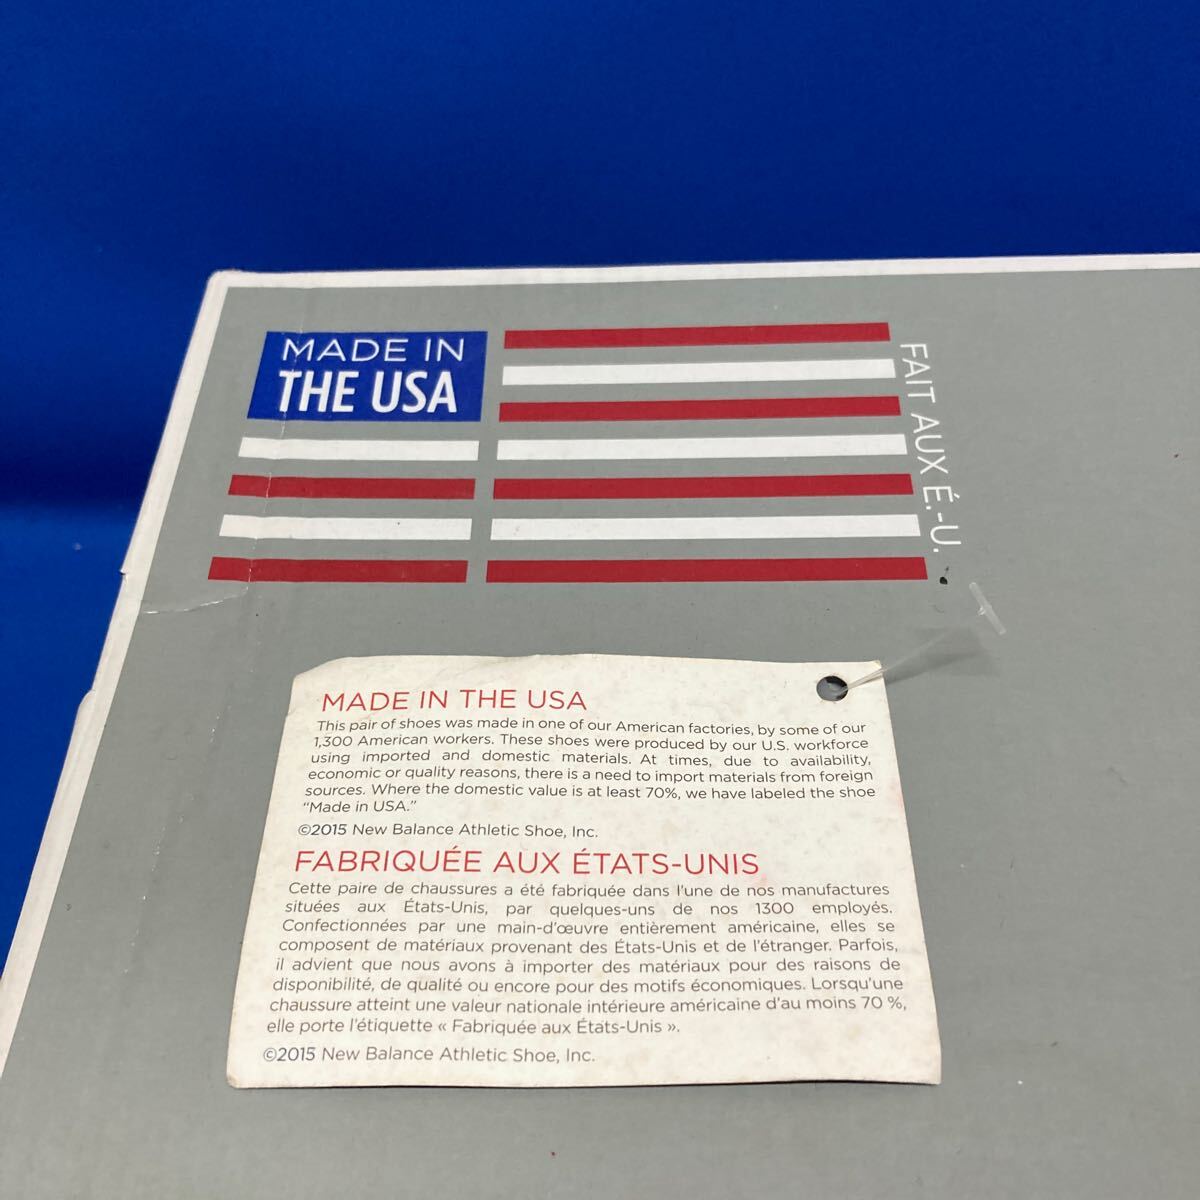 MADE IN
THE USA
FAIT AUX É.-U.
MADE IN THE USA
This pair of shoes was made in one of our American factories, by some of our
1,300 American workers. These shoes were produced by our U.S. workforce
using imported and domestic materials. At times, due to availability,
economic or quality reasons, there is a need to import materials from foreign
sources. Where the domestic value is at least 70%, we have labeled the shoe
“Made in USA.”
©2015 New Balance Athletic Shoe, Inc.
FABRIQUÉE AUX ÉTATS-UNIS
Cette paire de chaussures a été fabriquée dans l’une de nos manufactures
situées aux États-Unis, par quelques-uns de nos 1300 employés.
Confectionnées par une main-d’œuvre entièrement américaine, elles se
composent de matériaux provenant des États-Unis et de l’étranger. Parfois,
il advient que nous avons à importer des matériaux pour des raisons de
disponibilité, de qualité ou encore pour des motifs économiques. Lorsqu’une
chaussure atteint une valeur nationale intérieure américaine d’au moins 70 %,
elle porte l’étiquette « Fabriquée aux États-Unis ».
©2015 New Balance Athletic Shoe, Inc.